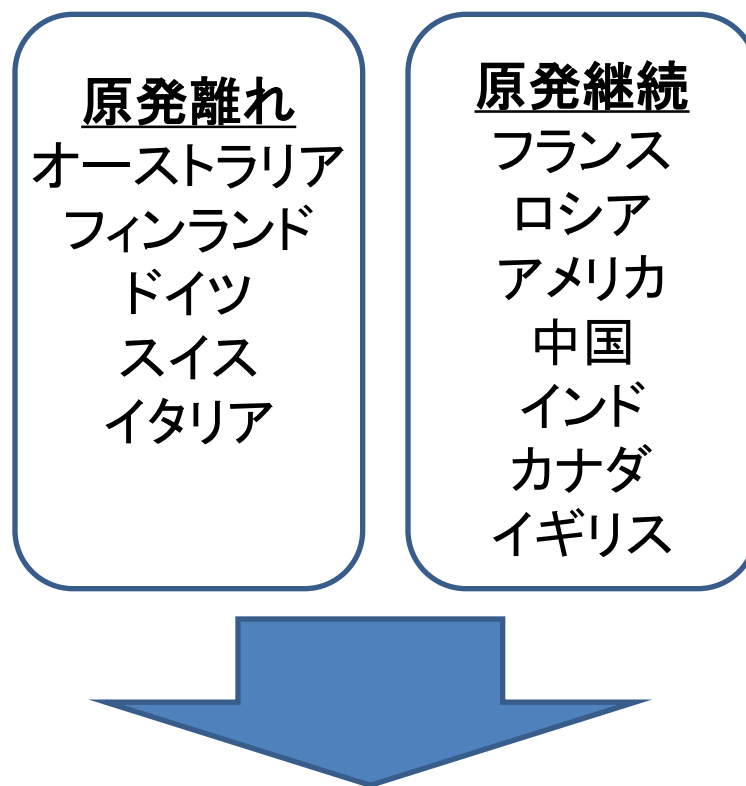 原発離れ
オーストラリア
フィンランド
ドイツ
スイス
イタリア
原発継続
フランス
ロシア
アメリカ
中国
インド
カナダ
イギリス